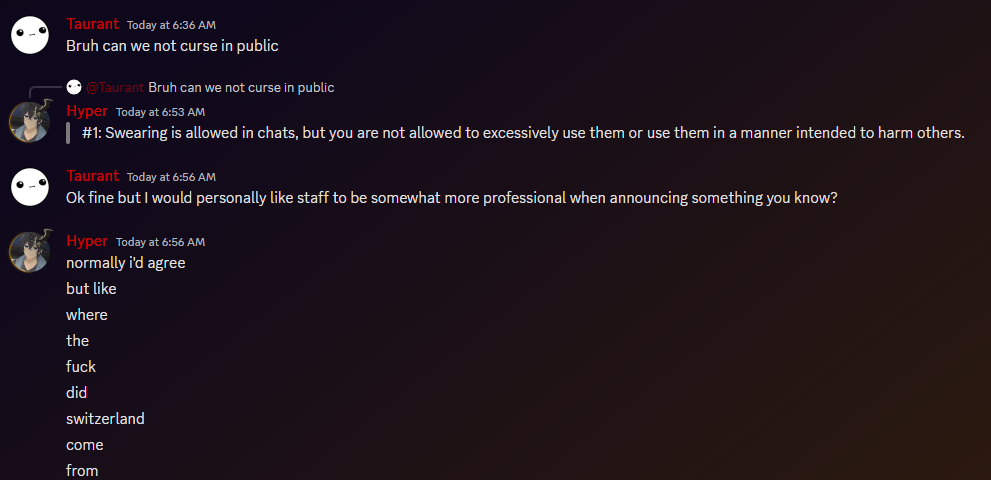 Taurant Today at 6:36 AM
Bruh can we not curse in public
@Taurant Bruh can we not curse in public
Hyper Today at 6:53 AM
#1: Swearing is allowed in chats, but you are not allowed to excessively use them or use them in a manner intended to harm others.
Taurant Today at 6:56 AM
Ok fine but I would personally like staff to be somewhat more professional when announcing something you know?
Hyper Today at 6:56 AM
normally i'd agree
but like
where
the
fuck
did
switzerland
come
from